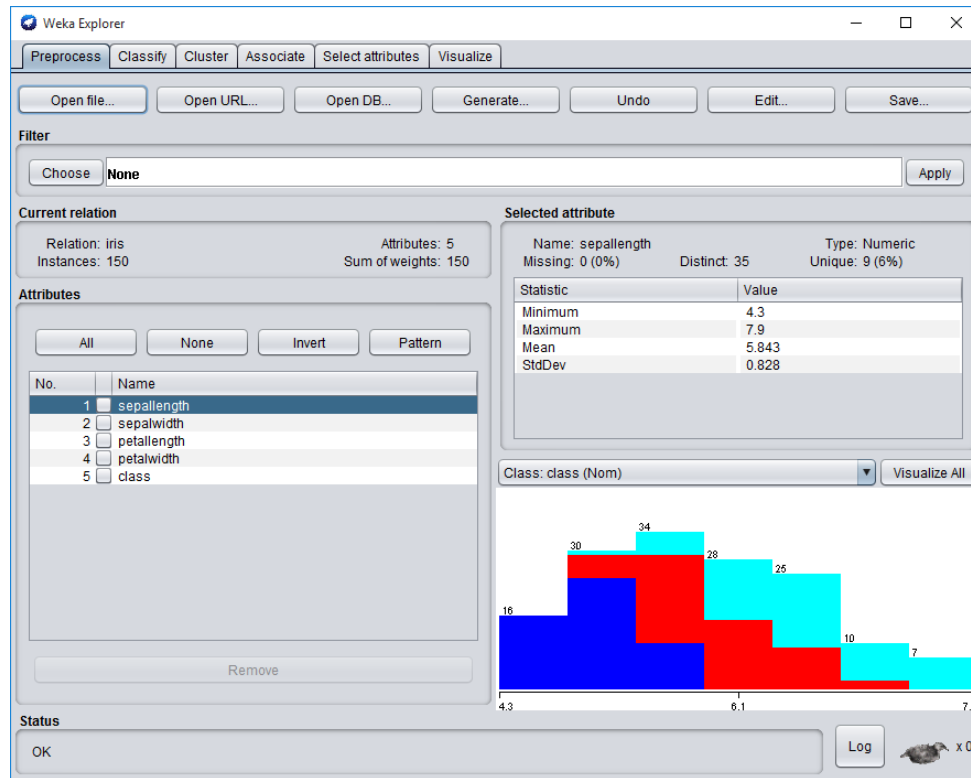 Weka Explorer
Preprocess Classify Cluster Associate Select attributes Visualize
Open file... Open URL... Open DB... Generate... Undo Edit... Save...
Filter
Choose None Apply
Current relation
Relation: iris Attributes: 5
Instances: 150 Sum of weights: 150
Attributes
All None Invert Pattern
No. Name
1 sepallength
2 sepalwidth
3 petallength
4 petalwidth
5 class
Remove
Selected attribute
Name: sepallength Type: Numeric
Missing: 0 (0%) Distinct: 35 Unique: 9 (6%)
Statistic Value
Minimum 4.3
Maximum 7.9
Mean 5.843
StdDev 0.828
Class: class (Nom) Visualize All
16 30 34 28 25 10 7
4.3 6.1 7.
Status
OK Log x 0